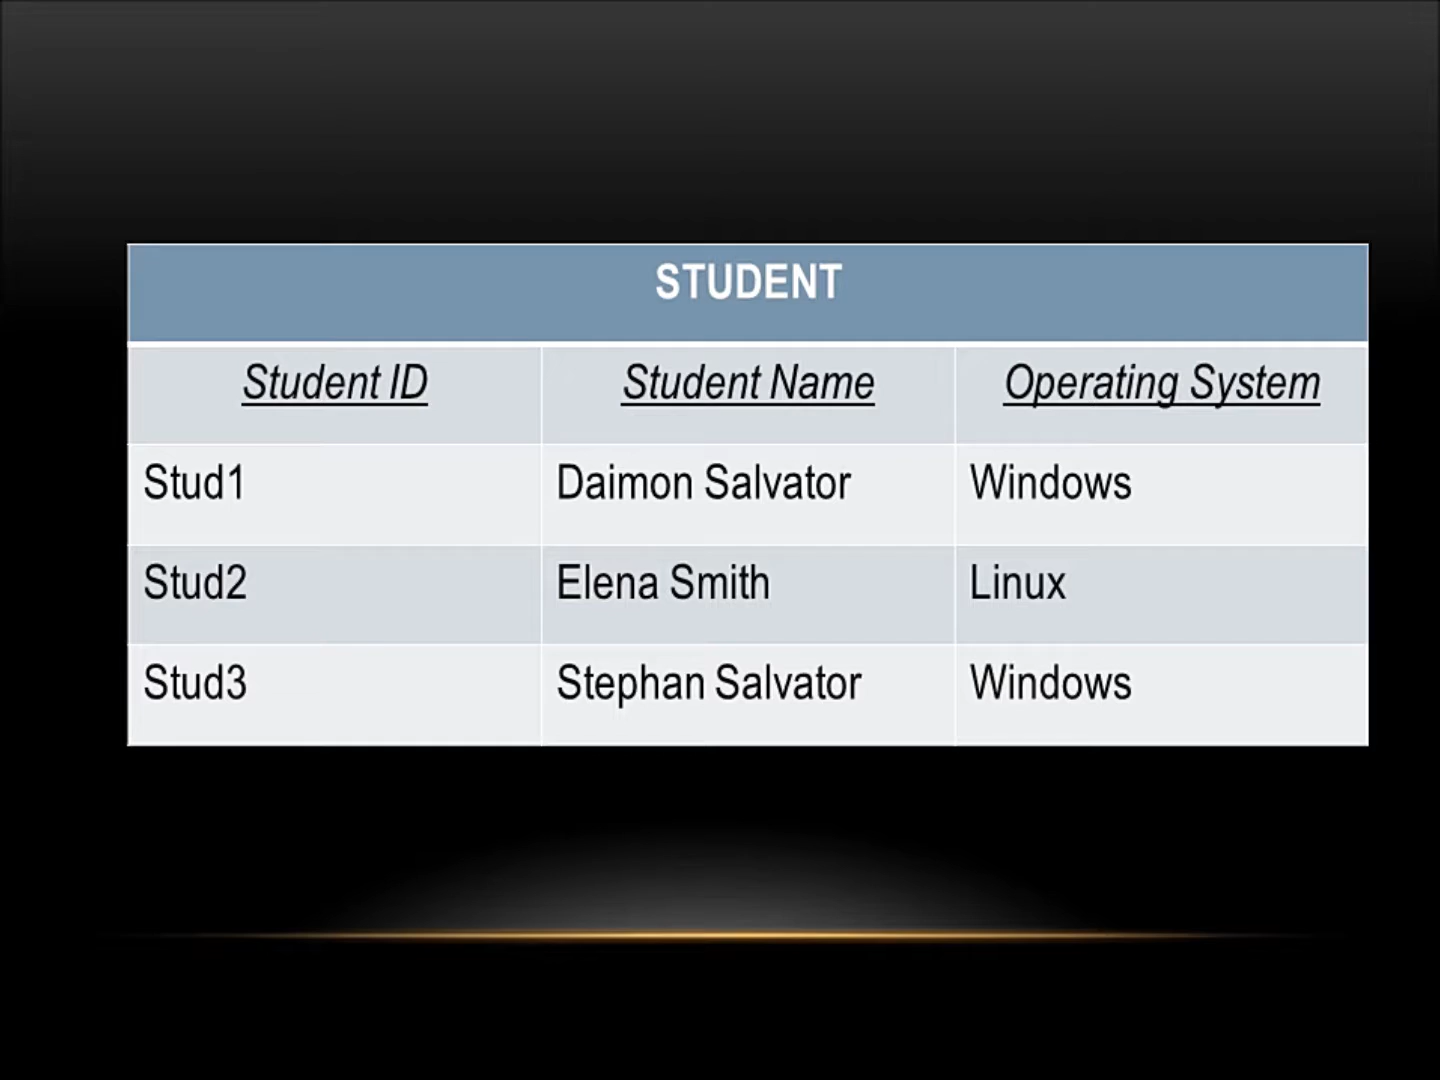 STUDENT
Student ID Student Name Operating System
Stud1 Daimon Salvator Windows
Stud2 Elena Smith Linux
Stud3 Stephan Salvator Windows